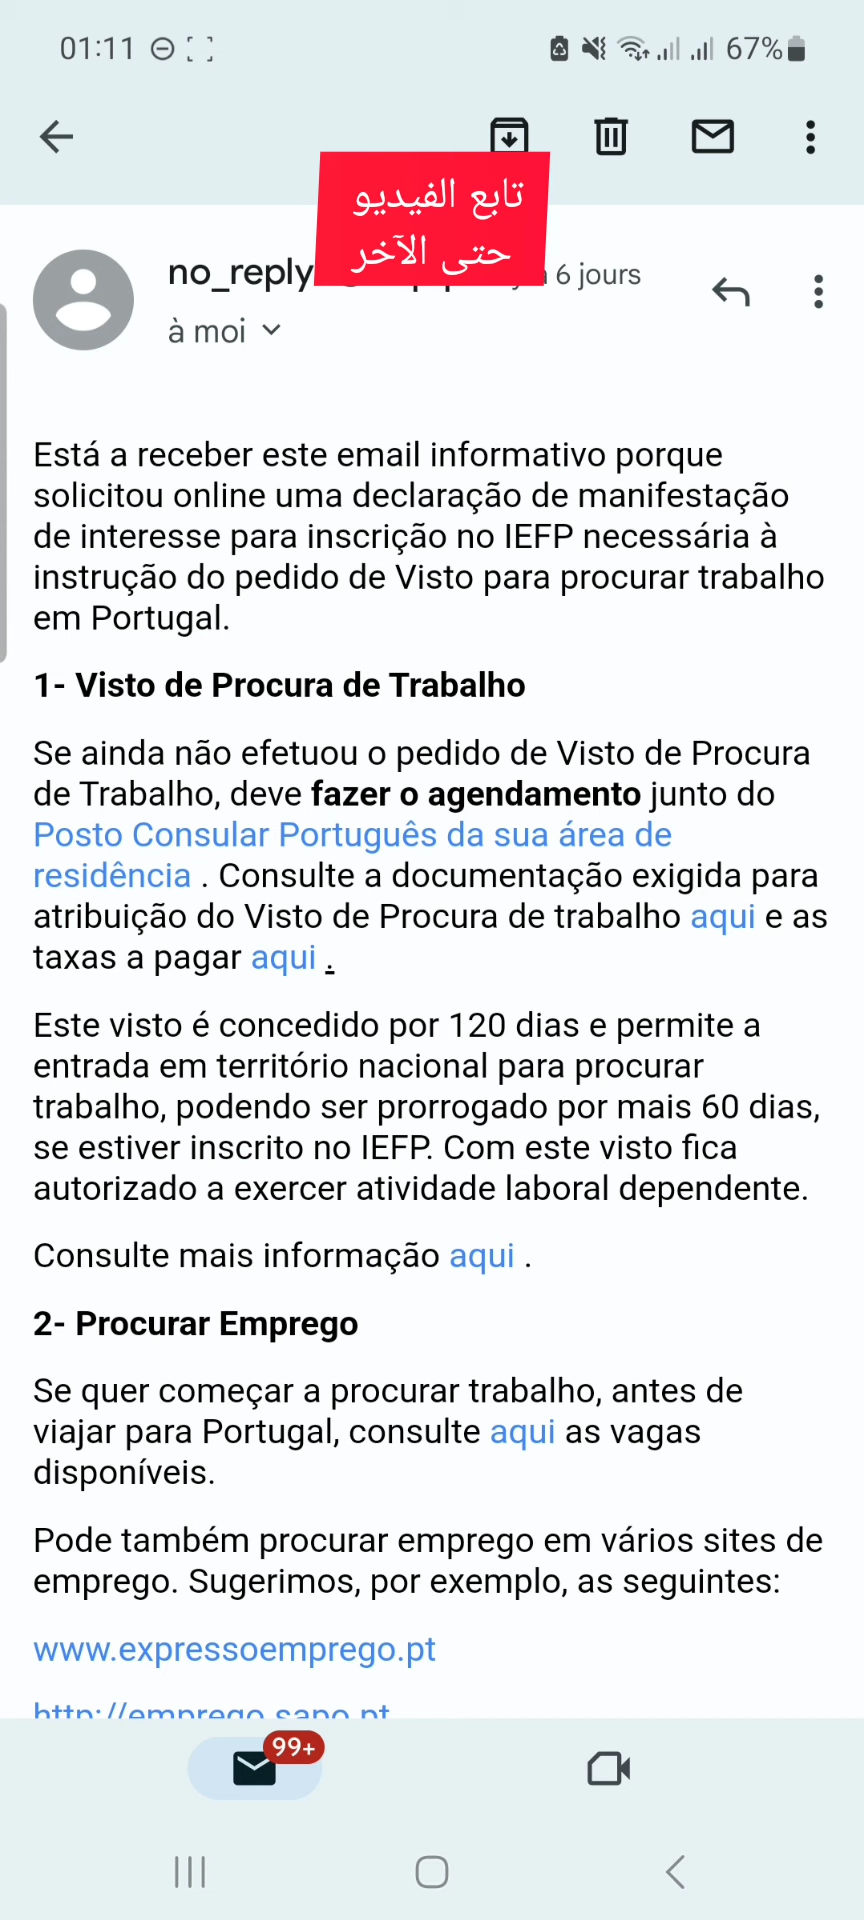 01:11
67%
تابع الفيديو
حتى الآخر
no_reply
6 jours
à moi
Está a receber este email informativo porque
solicitou online uma declaração de manifestação
de interesse para inscrição no IEFP necessária à
instrução do pedido de Visto para procurar trabalho
em Portugal.
1- Visto de Procura de Trabalho
Se ainda não efetuou o pedido de Visto de Procura
de Trabalho, deve fazer o agendamento junto do
Posto Consular Português da sua área de
residência . Consulte a documentação exigida para
atribuição do Visto de Procura de trabalho aqui e as
taxas a pagar aqui .
Este visto é concedido por 120 dias e permite a
entrada em território nacional para procurar
trabalho, podendo ser prorrogado por mais 60 dias,
se estiver inscrito no IEFP. Com este visto fica
autorizado a exercer atividade laboral dependente.
Consulte mais informação aqui .
2- Procurar Emprego
Se quer começar a procurar trabalho, antes de
viajar para Portugal, consulte aqui as vagas
disponíveis.
Pode também procurar emprego em vários sites de
emprego. Sugerimos, por exemplo, as seguintes:
www.expressoemprego.pt
http://emprego.sapo.pt
99+